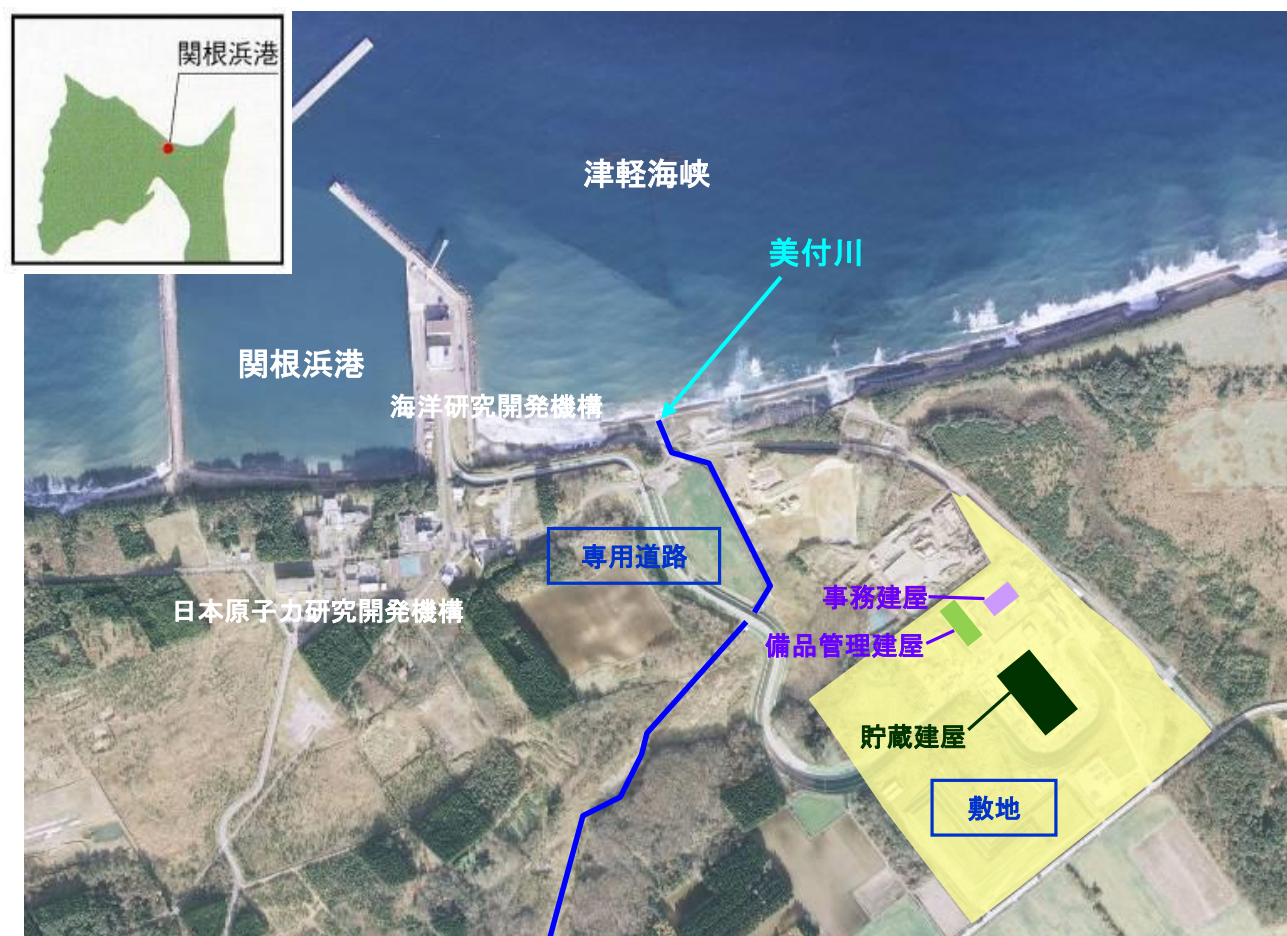 関根浜港
津軽海峡
美付川
関根浜港
海洋研究開発機構
専用道路
事務建屋
日本原子力研究開発機構
備品管理建屋
貯蔵建屋
敷地